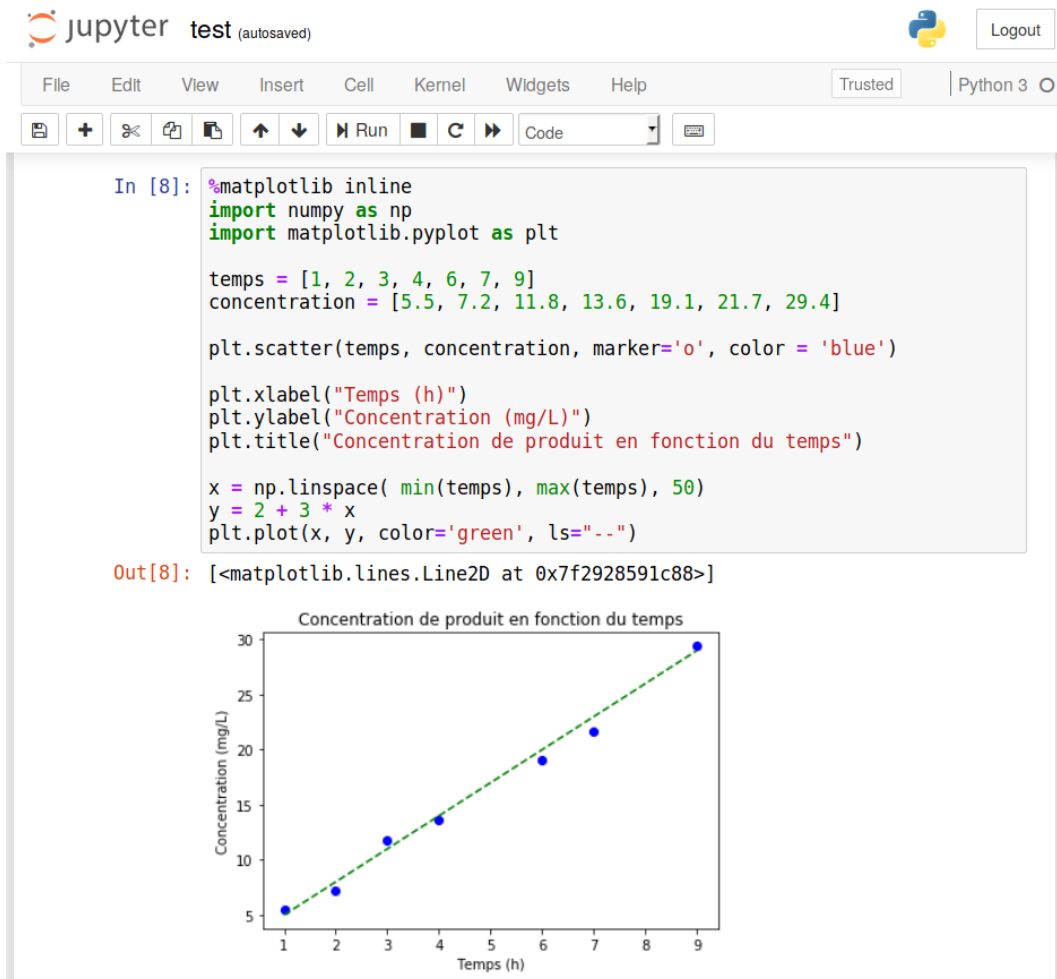 jupyter test (autosaved) Logout
File Edit View Insert Cell Kernel Widgets Help Trusted Python 3
Run Code
In [8]: %matplotlib inline
import numpy as np
import matplotlib.pyplot as plt
temps = [1, 2, 3, 4, 6, 7, 9]
concentration = [5.5, 7.2, 11.8, 13.6, 19.1, 21.7, 29.4]
plt.scatter(temps, concentration, marker='o', color = 'blue')
plt.xlabel("Temps (h)")
plt.ylabel("Concentration (mg/L)")
plt.title("Concentration de produit en fonction du temps")
x = np.linspace( min(temps), max(temps), 50)
y = 2 + 3 * x
plt.plot(x, y, color='green', ls="--")
Out[8]: [<matplotlib.lines.Line2D at 0x7f2928591c88>]
Concentration de produit en fonction du temps
30
25
20
15
10
5
Concentration (mg/L)
1 2 3 4 5 6 7 8 9
Temps (h)